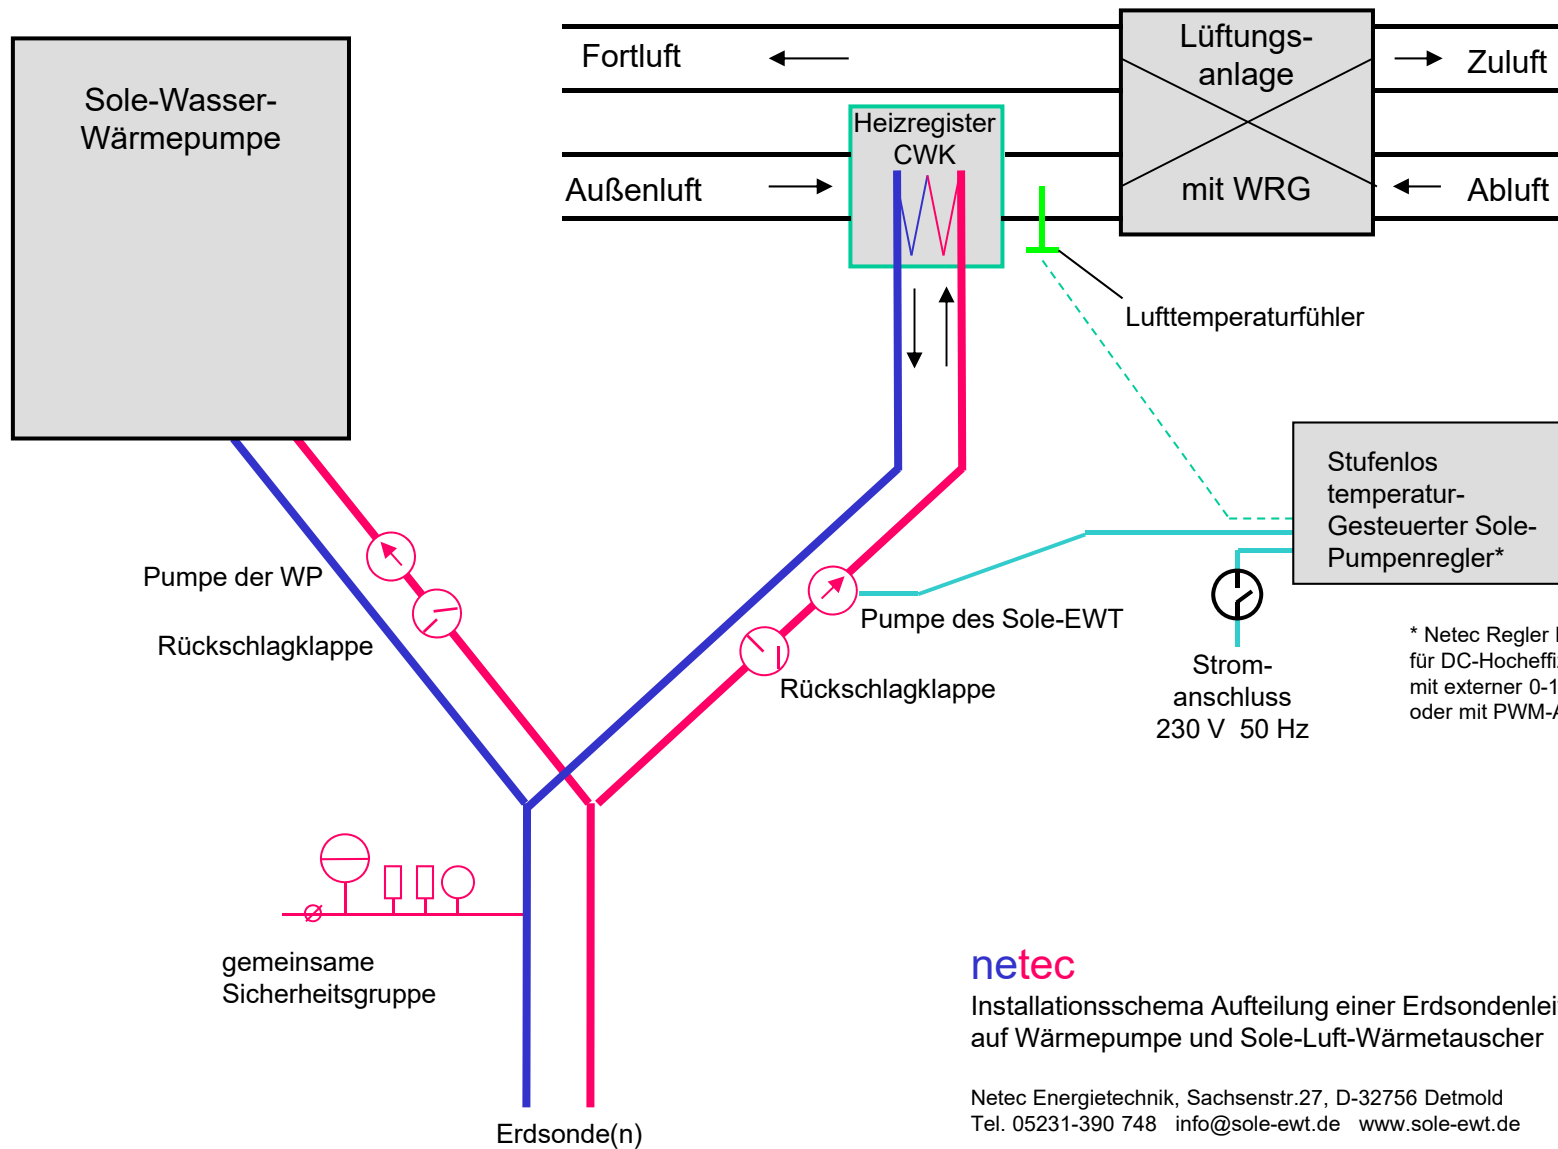 Sole-Wasser-
Wärmepumpe
Fortluft
Lüftungs-
anlage
Zuluft
Heizregister
CWK
Außenluft
mit WRG
Abluft
Lufttemperaturfühler
Stufenlos
temperatur-
Gesteuerter Sole-
Pumpenregler*
Pumpe der WP
Rückschlagklappe
Pumpe des Sole-EWT
Rückschlagklappe
Strom-
anschluss
230 V 50 Hz
* Netec Regler
für DC-Hocheffiz
mit externer 0-1
oder mit PWM-A
gemeinsame
Sicherheitsgruppe
Erdsonde(n)
netec
Installationsschema Aufteilung einer Erdsondenlei
auf Wärmepumpe und Sole-Luft-Wärmetauscher
Netec Energietechnik, Sachsenstr.27, D-32756 Detmold
Tel. 05231-390 748 info@sole-ewt.de www.sole-ewt.de